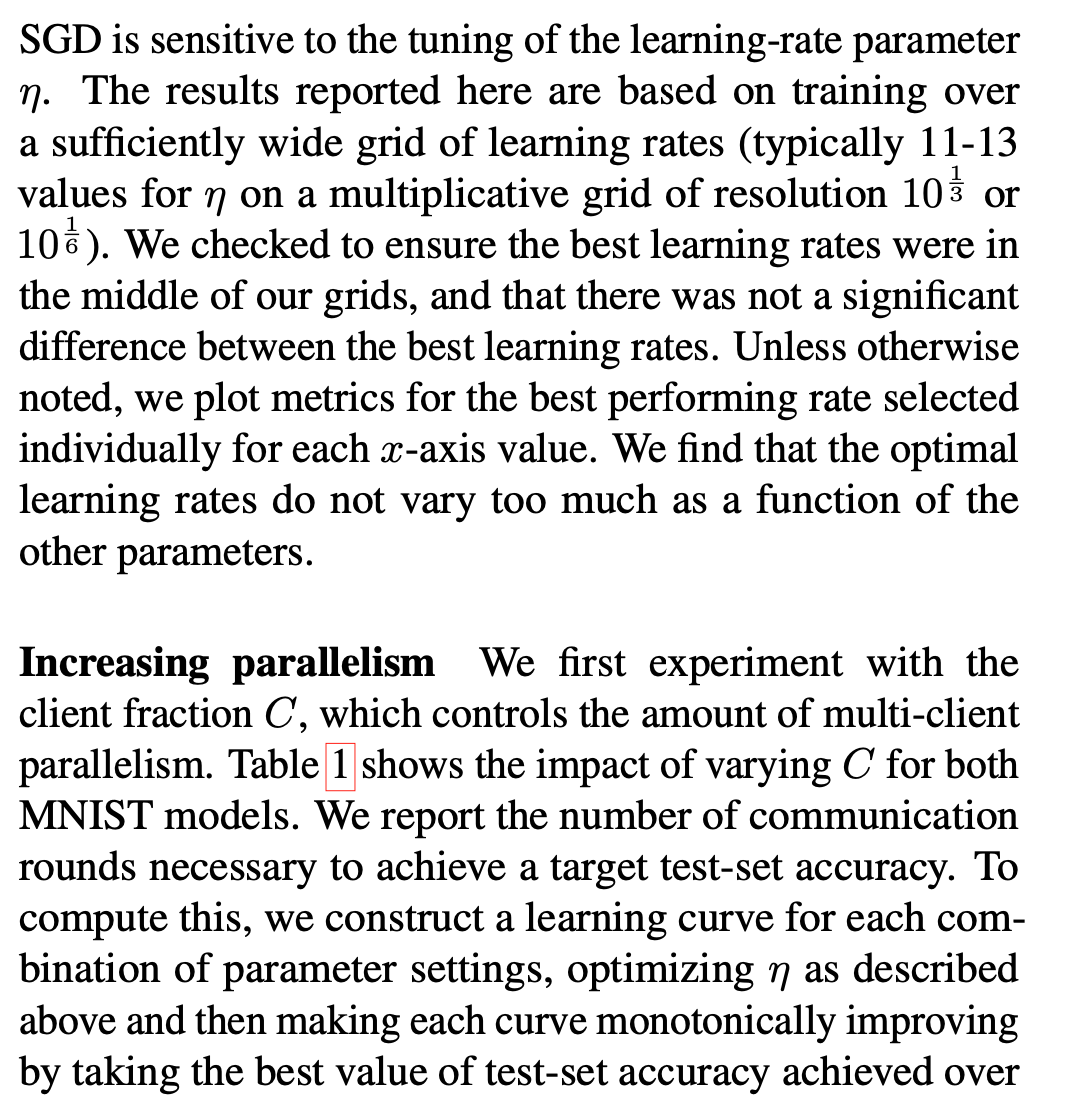 SGD is sensitive to the tuning of the learning-rate parameter
η. The results reported here are based on training over
a sufficiently wide grid of learning rates (typically 11-13
values for η on a multiplicative grid of resolution 10^{1/3} or
10^{1/6}). We checked to ensure the best learning rates were in
the middle of our grids, and that there was not a significant
difference between the best learning rates. Unless otherwise
noted, we plot metrics for the best performing rate selected
individually for each x-axis value. We find that the optimal
learning rates do not vary too much as a function of the
other parameters.
Increasing parallelism We first experiment with the
client fraction C, which controls the amount of multi-client
parallelism. Table 1 shows the impact of varying C for both
MNIST models. We report the number of communication
rounds necessary to achieve a target test-set accuracy. To
compute this, we construct a learning curve for each com-
bination of parameter settings, optimizing η as described
above and then making each curve monotonically improving
by taking the best value of test-set accuracy achieved over